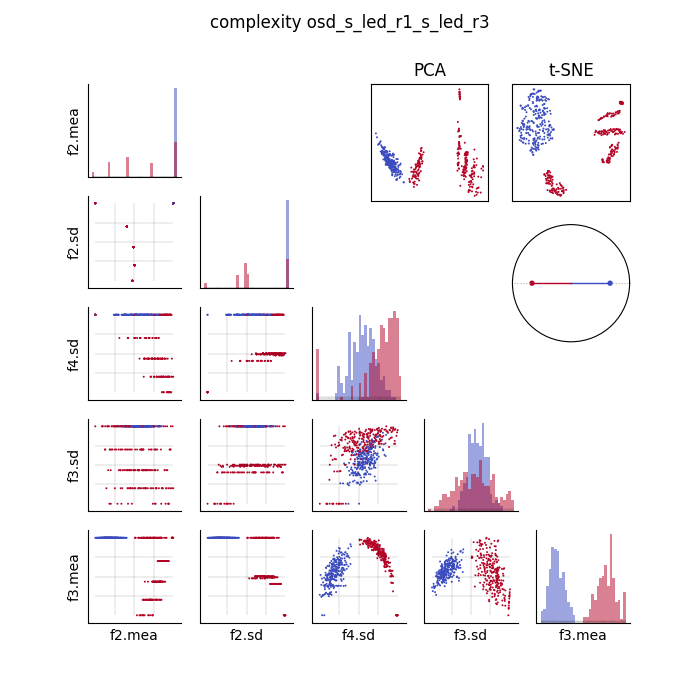 complexity osd_s_led_r1_s_led_r3
PCA
t-SNE
f2.mea
f2.sd
f4.sd
f3.sd
f3.mea
f2.mea
f2.sd
f4.sd
f3.sd
f3.mea